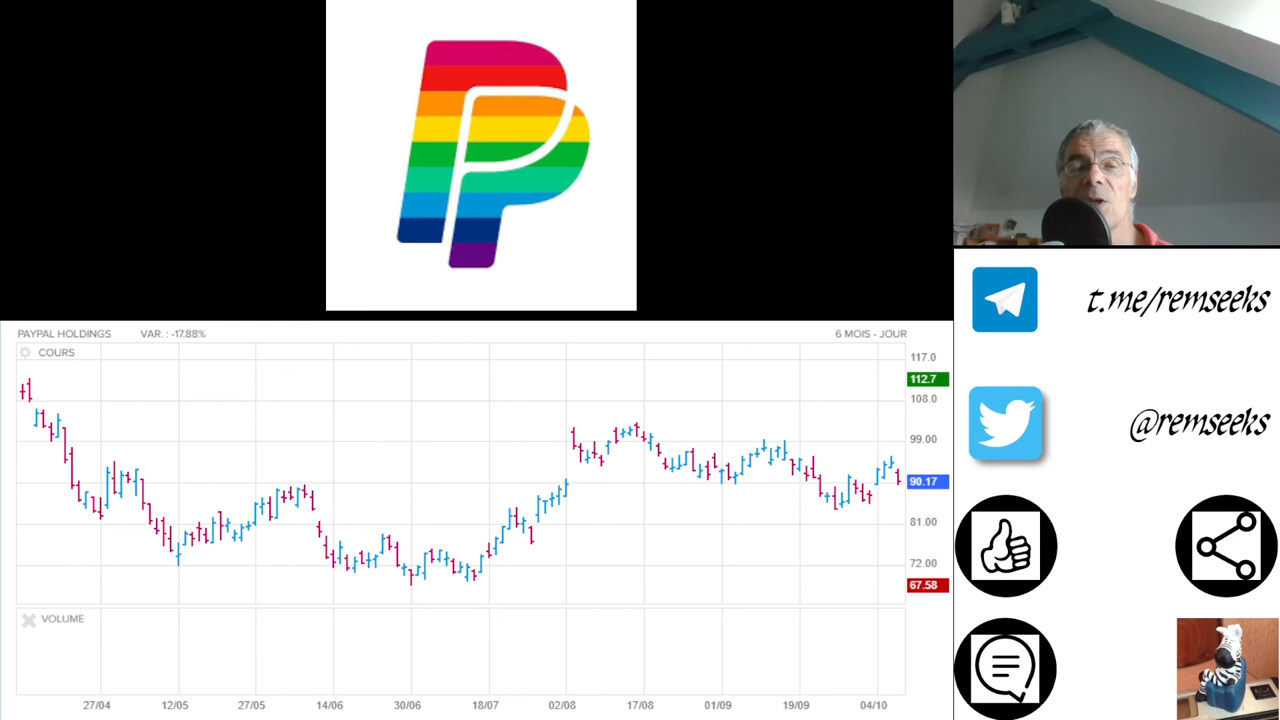 t.me/remseeks
@remseeks
PAYPAL HOLDINGS VAR. : -17.88% 6 MOIS - JOUR
COURS
117.0
112.7
108.0
99.00
90.17
81.00
72.00
67.58
VOLUME
27/04 12/05 27/05 14/06 30/06 18/07 02/08 17/08 01/09 19/09 04/10